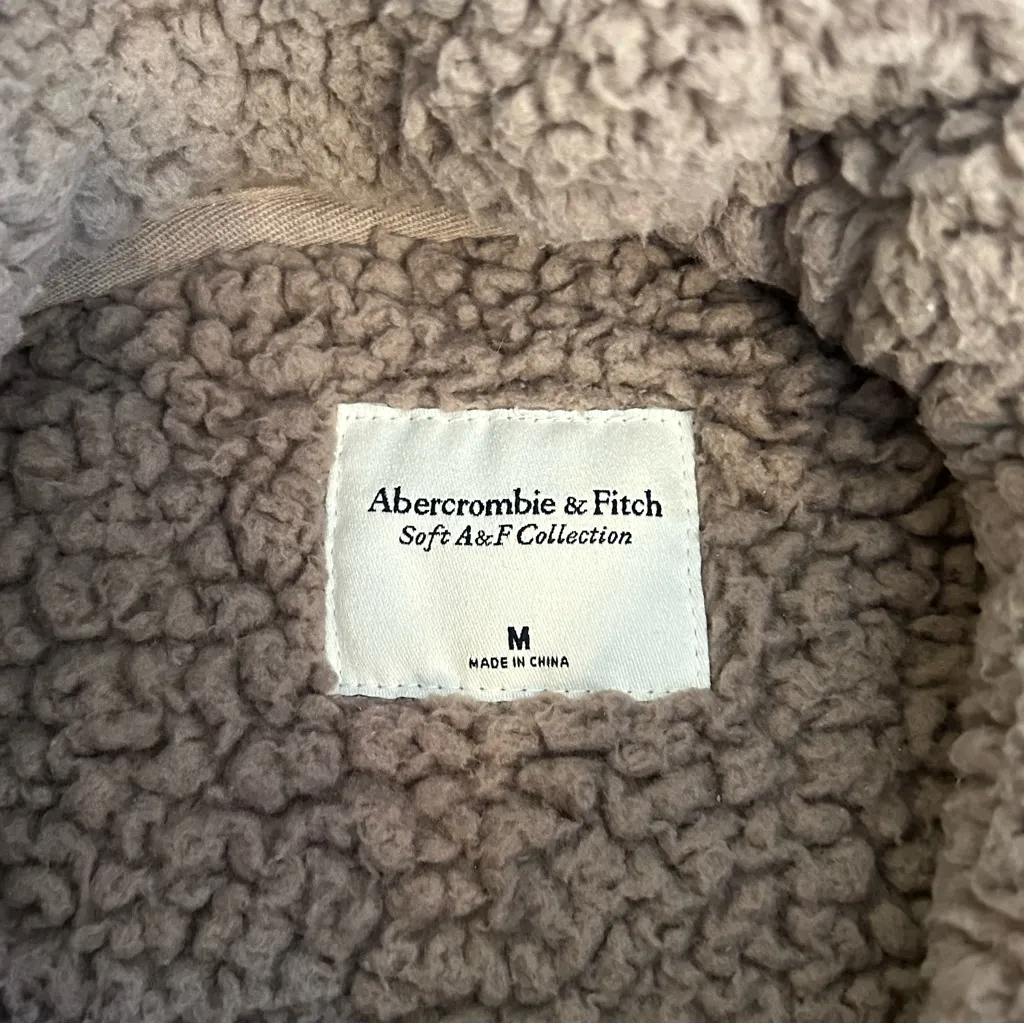 Abercrombie & Fitch
Soft A&F Collection
M
MADE IN CHINA